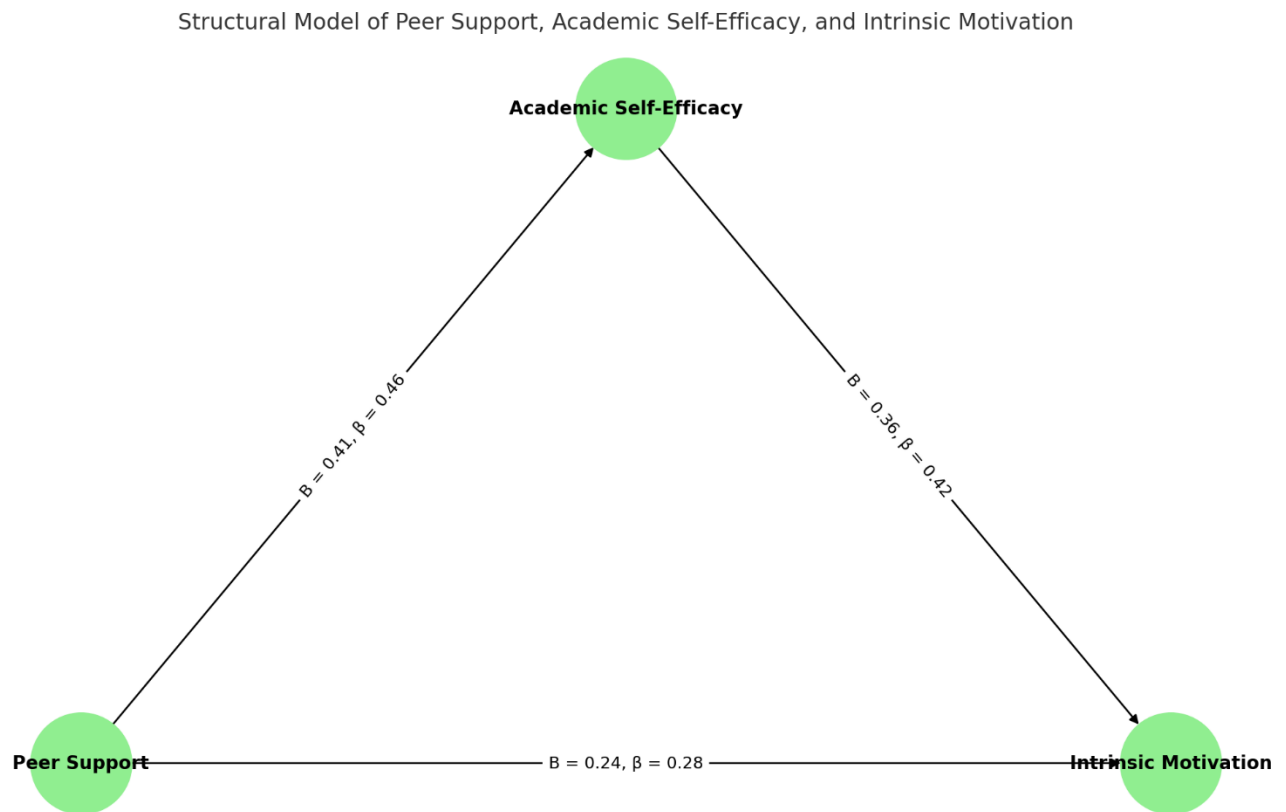 Structural Model of Peer Support, Academic Self-Efficacy, and Intrinsic Motivation
Academic Self-Efficacy
B = 0.41, β = 0.46
B = 0.36, β = 0.42
Peer Support
B = 0.24, β = 0.28
Intrinsic Motivation